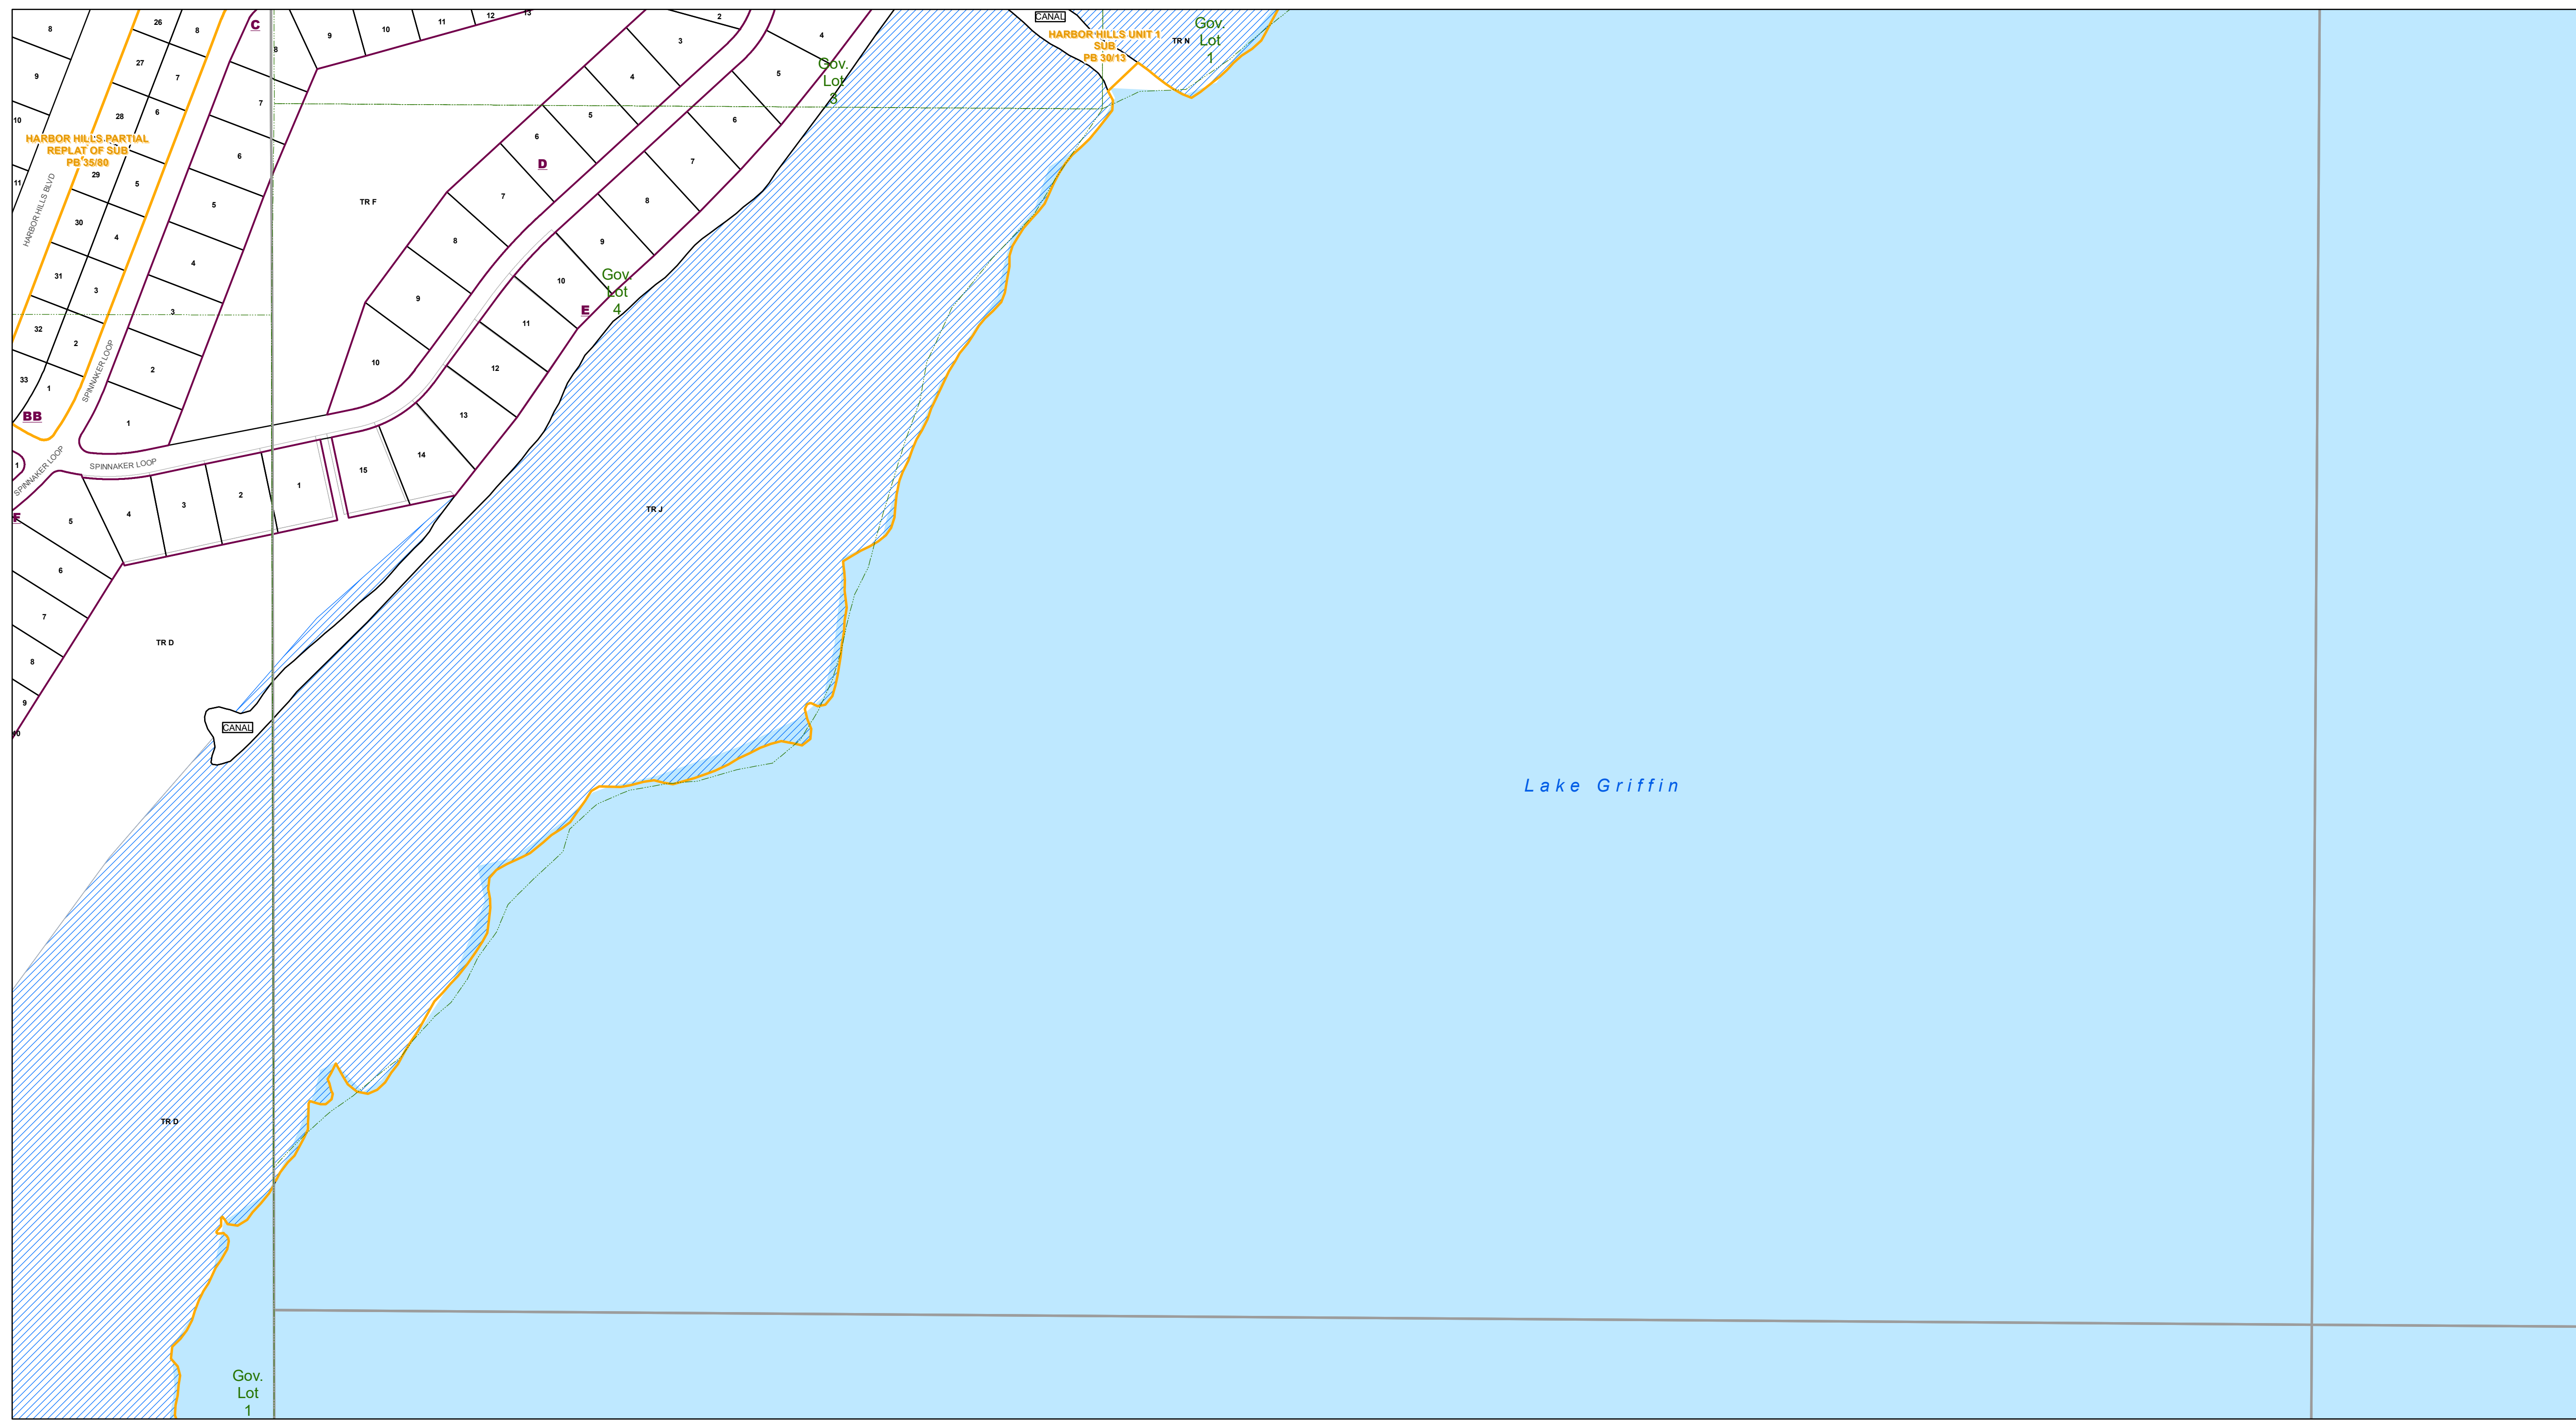 C
CANAL
HARBOR HILLS UNIT 1
SUB
PB 30/13
TR N
Gov.
Lot
1
8
9
10
11
26
27
28
29
30
31
32
33
8
7
6
5
4
3
2
1
HARBOR HILLS PARTIAL
REPLAT OF SUB
PB 35/80
HARBOR HILLS BLVD
BB
8
7
6
5
4
3
2
1
SPINNAKER LOOP
9
10
11
12
13
TR F
2
3
4
5
6
D
7
8
9
10
4
Gov.
Lot
3
5
6
7
8
9
10
Gov.
Lot
4
E
11
12
13
14
15
SPINNAKER LOOP
SPINNAKER LOOP
1
F
1
2
3
4
5
6
7
8
9
10
TR J
TR D
CANAL
Lake Griffin
TR D
Gov.
Lot
1